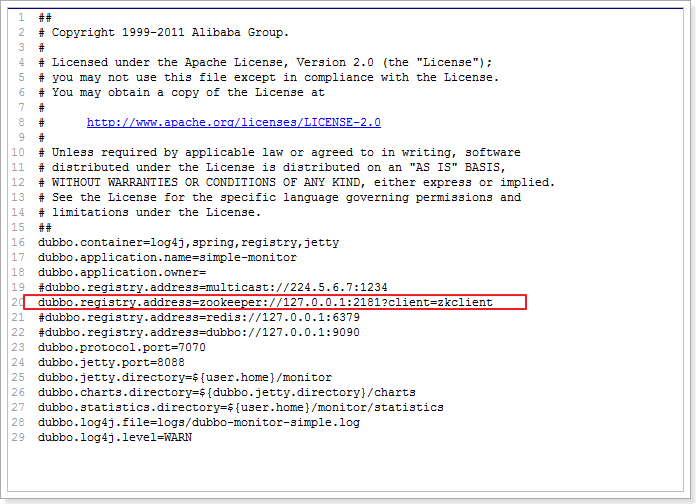 1 ##
2 # Copyright 1999-2011 Alibaba Group.
3 #
4 # Licensed under the Apache License, Version 2.0 (the "License");
5 # you may not use this file except in compliance with the License.
6 # You may obtain a copy of the License at
7 #
8 #      http://www.apache.org/licenses/LICENSE-2.0
9 #
10 # Unless required by applicable law or agreed to in writing, software
11 # distributed under the License is distributed on an "AS IS" BASIS,
12 # WITHOUT WARRANTIES OR CONDITIONS OF ANY KIND, either express or implied.
13 # See the License for the specific language governing permissions and
14 # limitations under the License.
15 ##
16 dubbo.container=log4j,spring,registry,jetty
17 dubbo.application.name=simple-monitor
18 dubbo.application.owner=
19 #dubbo.registry.address=multicast://224.5.6.7:1234
20 dubbo.registry.address=zookeeper://127.0.0.1:2181?client=zkclient
21 #dubbo.registry.address=redis://127.0.0.1:6379
22 #dubbo.registry.address=dubbo://127.0.0.1:9090
23 dubbo.protocol.port=7070
24 dubbo.jetty.port=8088
25 dubbo.jetty.directory=${user.home}/monitor
26 dubbo.charts.directory=${dubbo.jetty.directory}/charts
27 dubbo.statistics.directory=${user.home}/monitor/statistics
28 dubbo.log4j.file=logs/dubbo-monitor-simple.log
29 dubbo.log4j.level=WARN